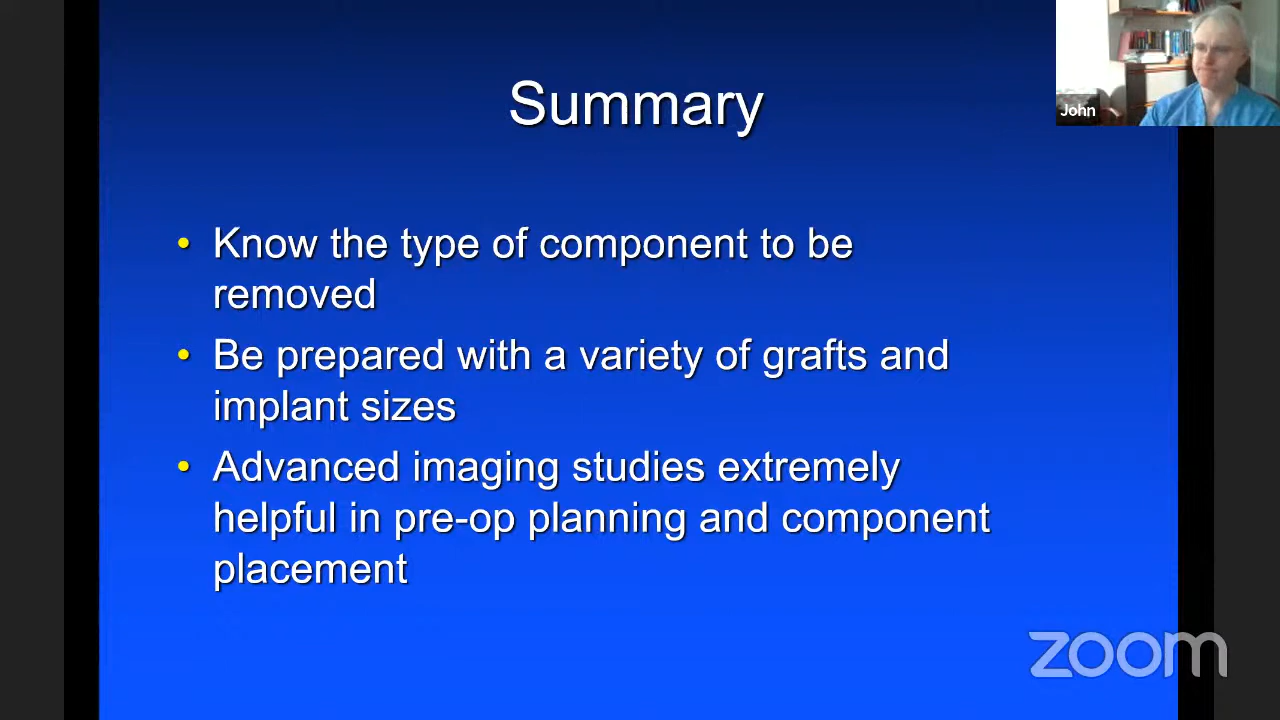 Summary
John
• Know the type of component to be
removed
• Be prepared with a variety of grafts and
implant sizes
• Advanced imaging studies extremely
helpful in pre-op planning and component
placement
zoom